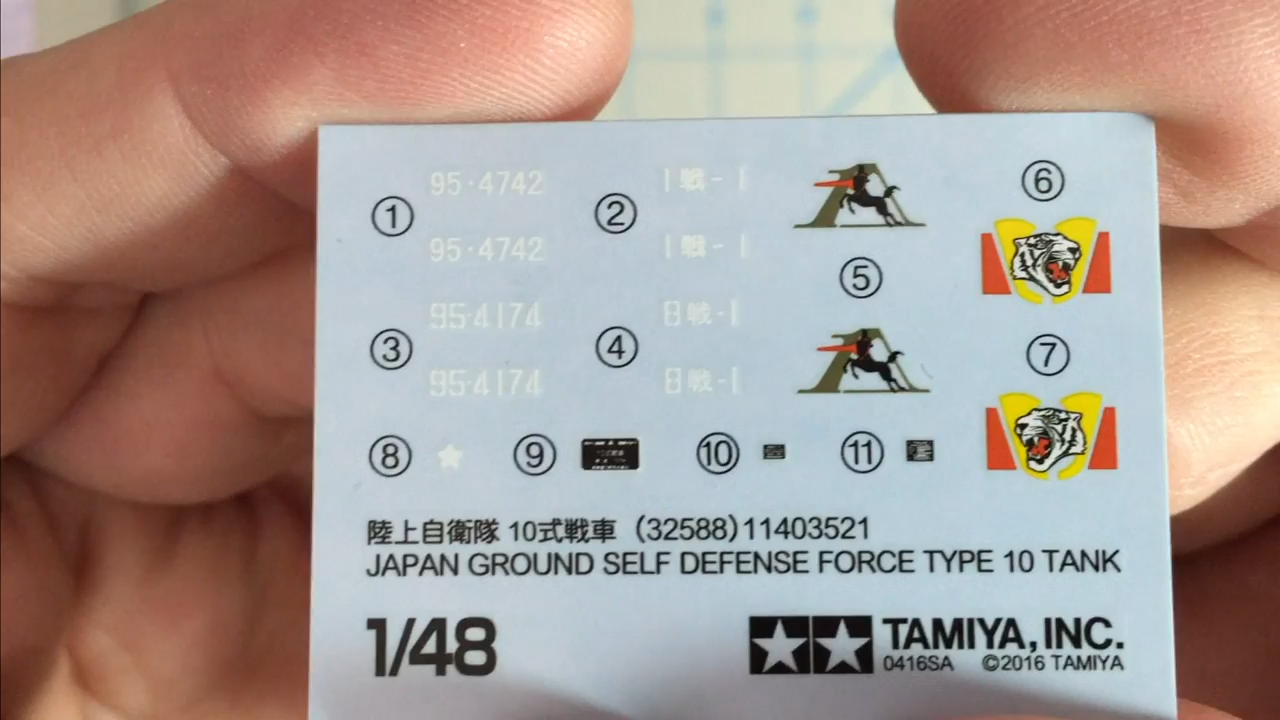 95-4742
1戦-1
⑥
①
②
95-4742
1戦-1
⑤
95-4174
8戦-1
⑦
③
④
95-4174
8戦-1
⑧
⑨
⑩
⑪
陸上自衛隊 10式戦車 (32588)11403521
JAPAN GROUND SELF DEFENSE FORCE TYPE 10 TANK
1/48
TAMIYA, INC.
0416SA ©2016 TAMIYA